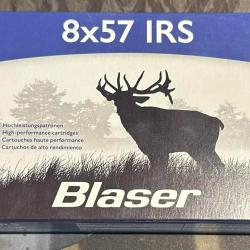 8x57 IRS
Hochleistungspatronen
High-performance cartridges
Cartouches haute performance
Cartuchos de alto rendimiento
Blaser